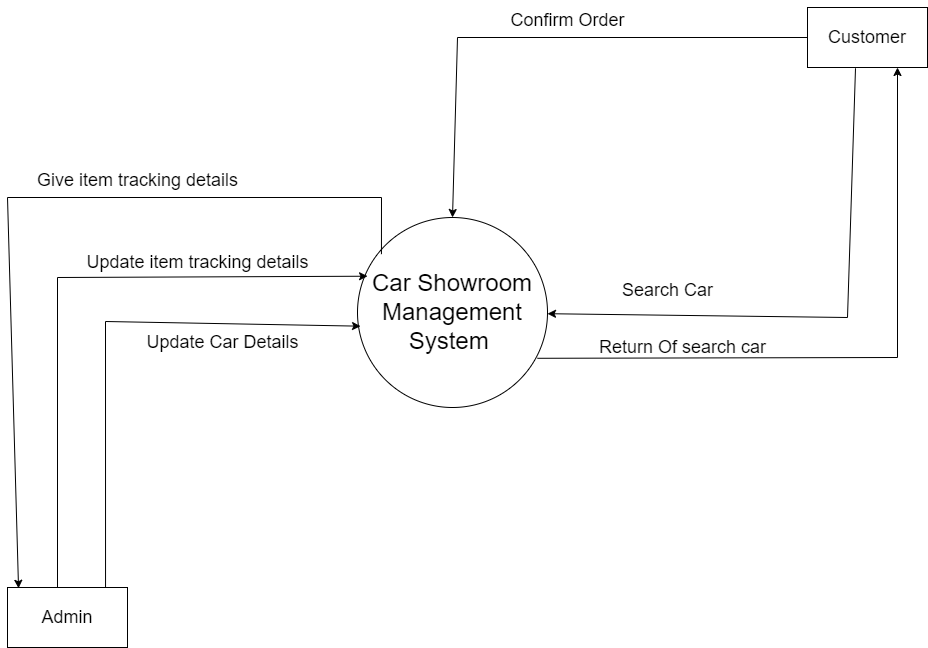 Confirm Order
Customer
Give item tracking details
Update item tracking details
Car Showroom
Management
System
Search Car
Update Car Details
Return Of search car
Admin